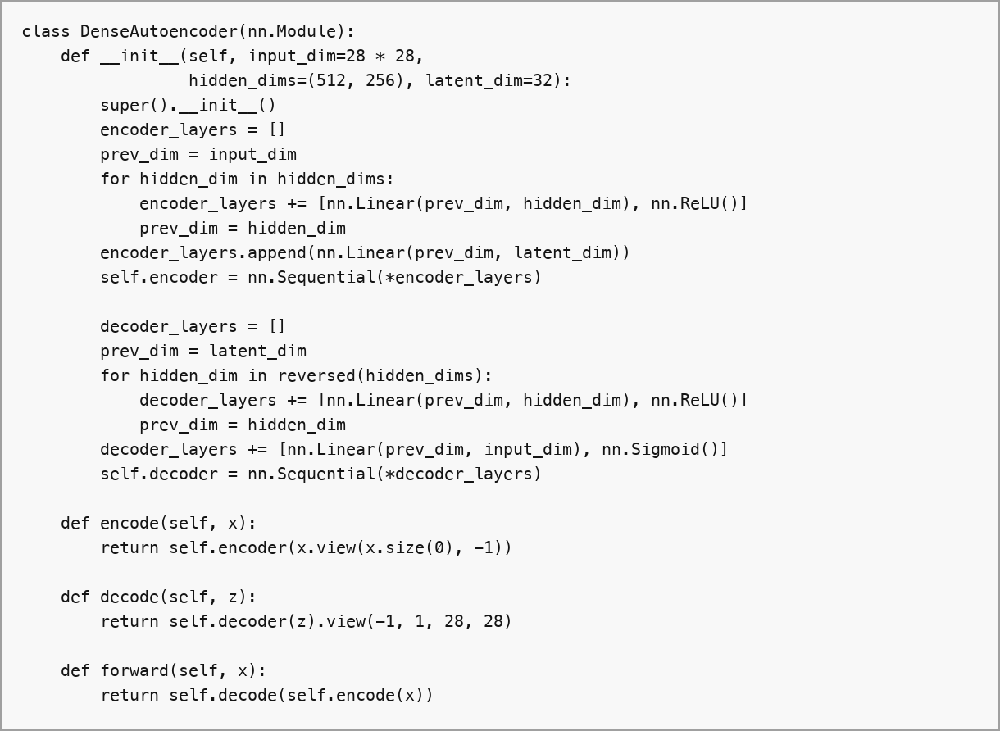 class DenseAutoencoder(nn.Module):
    def __init__(self, input_dim=28 * 28,
                 hidden_dims=(512, 256), latent_dim=32):
        super().__init__()
        encoder_layers = []
        prev_dim = input_dim
        for hidden_dim in hidden_dims:
            encoder_layers += [nn.Linear(prev_dim, hidden_dim), nn.ReLU()]
            prev_dim = hidden_dim
        encoder_layers.append(nn.Linear(prev_dim, latent_dim))
        self.encoder = nn.Sequential(*encoder_layers)

        decoder_layers = []
        prev_dim = latent_dim
        for hidden_dim in reversed(hidden_dims):
            decoder_layers += [nn.Linear(prev_dim, hidden_dim), nn.ReLU()]
            prev_dim = hidden_dim
        decoder_layers += [nn.Linear(prev_dim, input_dim), nn.Sigmoid()]
        self.decoder = nn.Sequential(*decoder_layers)

    def encode(self, x):
        return self.encoder(x.view(x.size(0), -1))

    def decode(self, z):
        return self.decoder(z).view(-1, 1, 28, 28)

    def forward(self, x):
        return self.decode(self.encode(x))